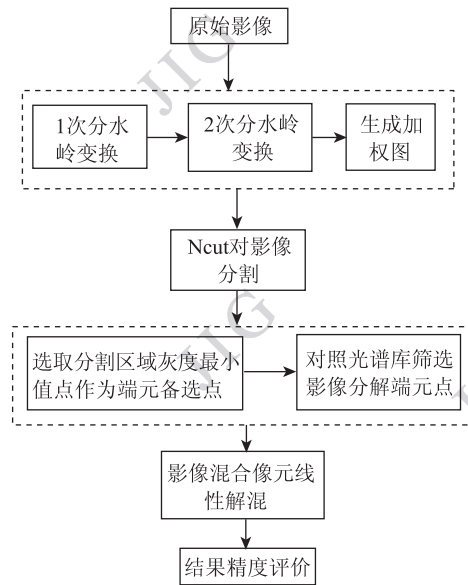 原始影像
1次分水
岭变换
2次分水岭
变换
生成加
权图
Ncut对影像
分割
选取分割区域灰度最小
值点作为端元备选点
对照光谱库筛选
影像分解端元点
影像混合像元线
性解混
结果精度评价
JIG
JIG